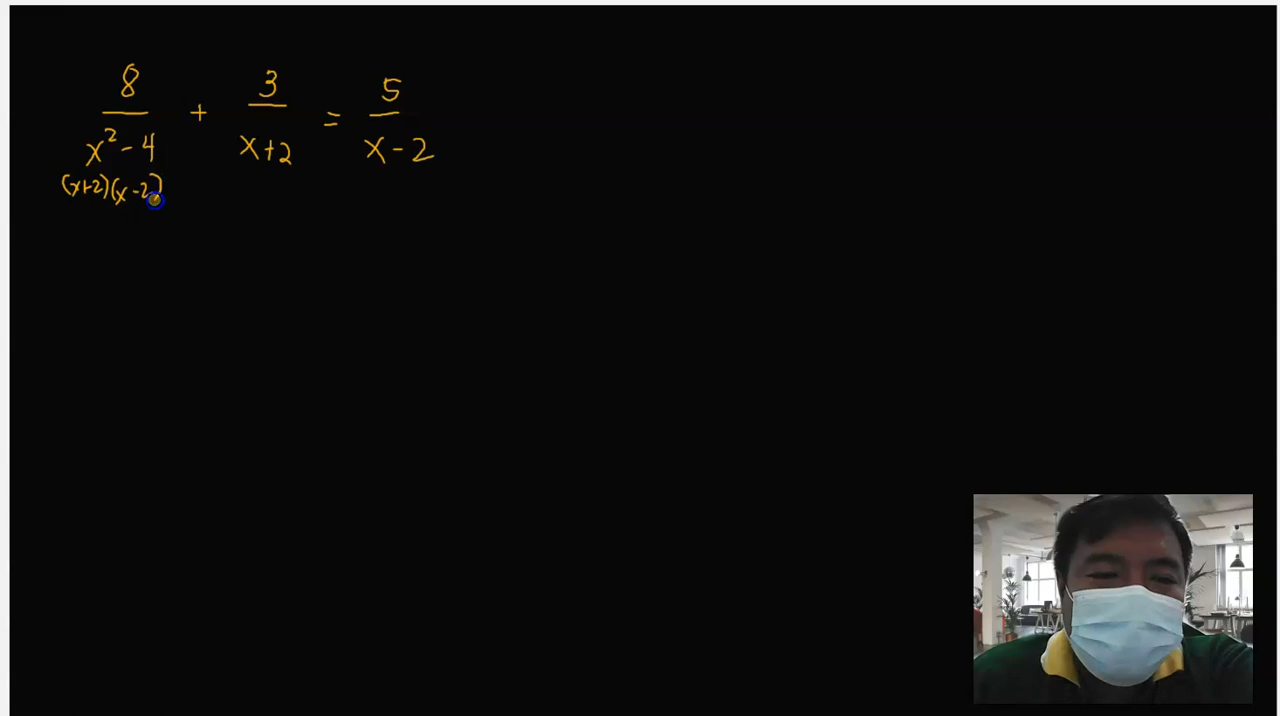 8/(x²-4) + 3/(x+2) = 5/(x-2)
(x+2)(x-2)